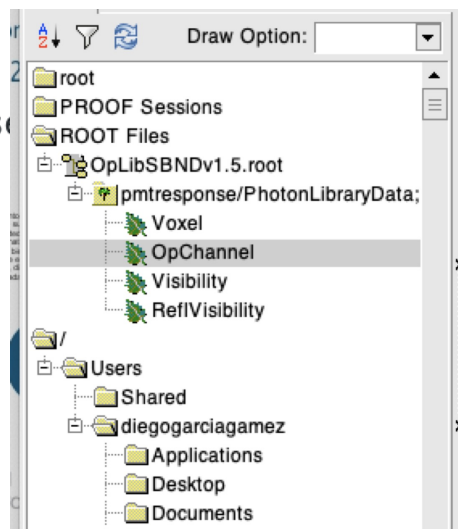 Draw Option:
root
PROOF Sessions
ROOT Files
OpLibSBNDv1.5.root
pmtresponse/PhotonLibraryData;
Voxel
OpChannel
Visibility
ReflVisibility
/
Users
Shared
diegogarciagamez
Applications
Desktop
Documents